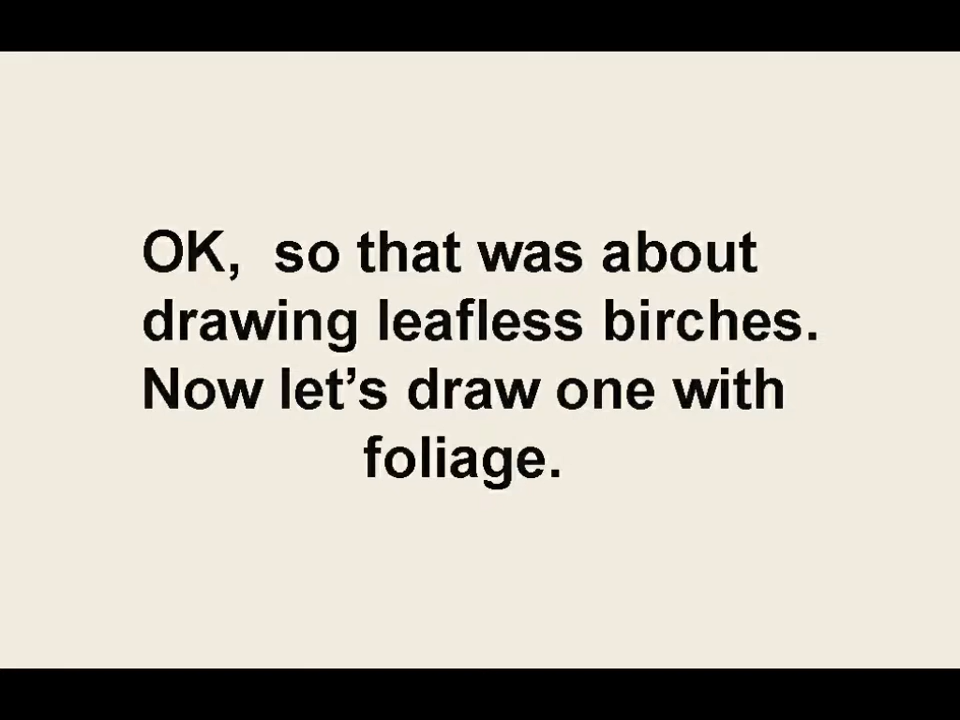 OK,  so that was about
drawing leafless birches.
Now let’s draw one with
foliage.